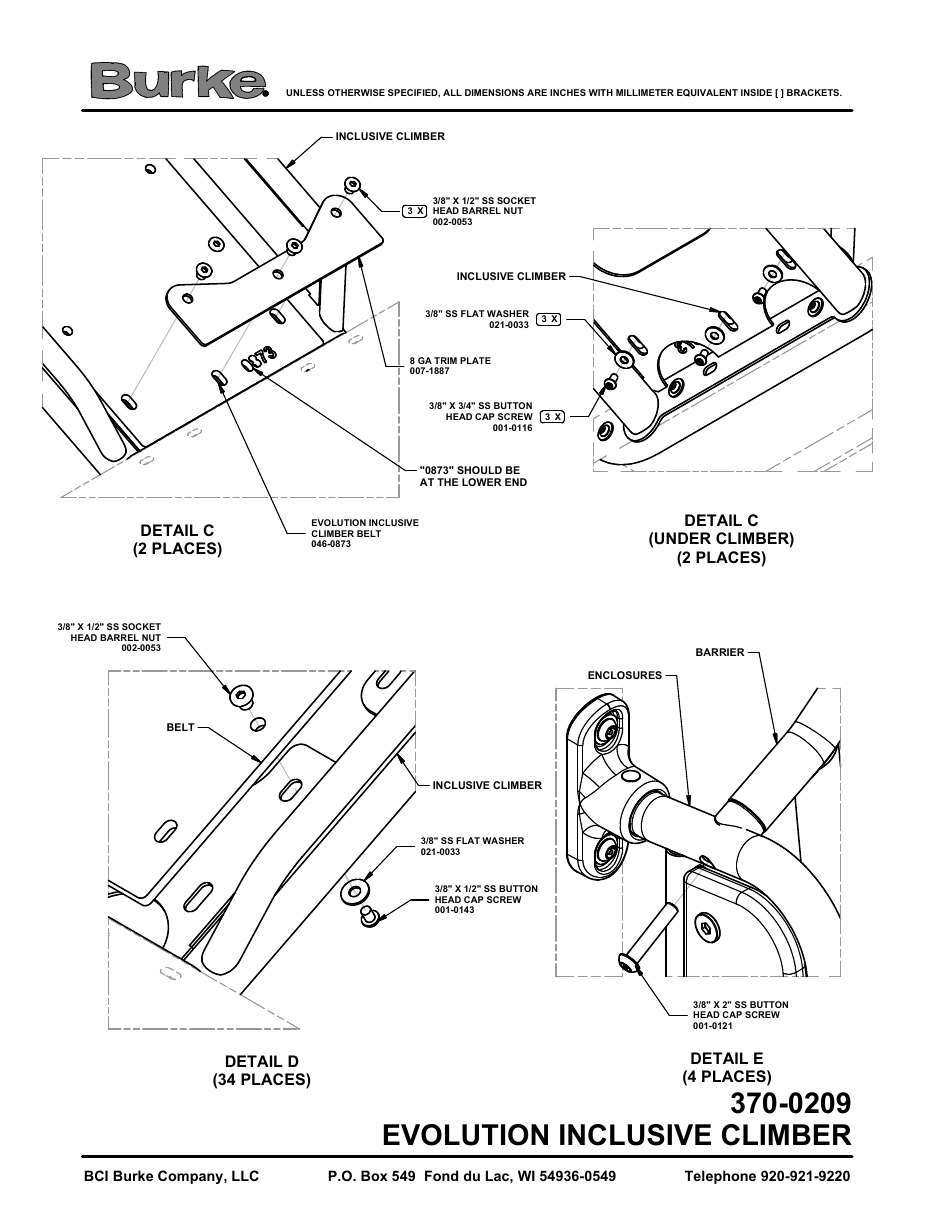 Burke
UNLESS OTHERWISE SPECIFIED, ALL DIMENSIONS ARE INCHES WITH MILLIMETER EQUIVALENT INSIDE [ ] BRACKETS.
INCLUSIVE CLIMBER
3 X
3/8" X 1/2" SS SOCKET
HEAD BARREL NUT
002-0053
8 GA TRIM PLATE
007-1887
0873
"0873" SHOULD BE
AT THE LOWER END
EVOLUTION INCLUSIVE
CLIMBER BELT
046-0873
DETAIL C
(2 PLACES)
INCLUSIVE CLIMBER
3/8" SS FLAT WASHER
021-0033
3 X
3/8" X 3/4" SS BUTTON
HEAD CAP SCREW
001-0116
3 X
DETAIL C
(UNDER CLIMBER)
(2 PLACES)
3/8" X 1/2" SS SOCKET
HEAD BARREL NUT
002-0053
BELT
INCLUSIVE CLIMBER
3/8" SS FLAT WASHER
021-0033
3/8" X 1/2" SS BUTTON
HEAD CAP SCREW
001-0143
DETAIL D
(34 PLACES)
BARRIER
ENCLOSURES
3/8" X 2" SS BUTTON
HEAD CAP SCREW
001-0121
DETAIL E
(4 PLACES)
370-0209
EVOLUTION INCLUSIVE CLIMBER
BCI Burke Company, LLC
P.O. Box 549 Fond du Lac, WI 54936-0549
Telephone 920-921-9220